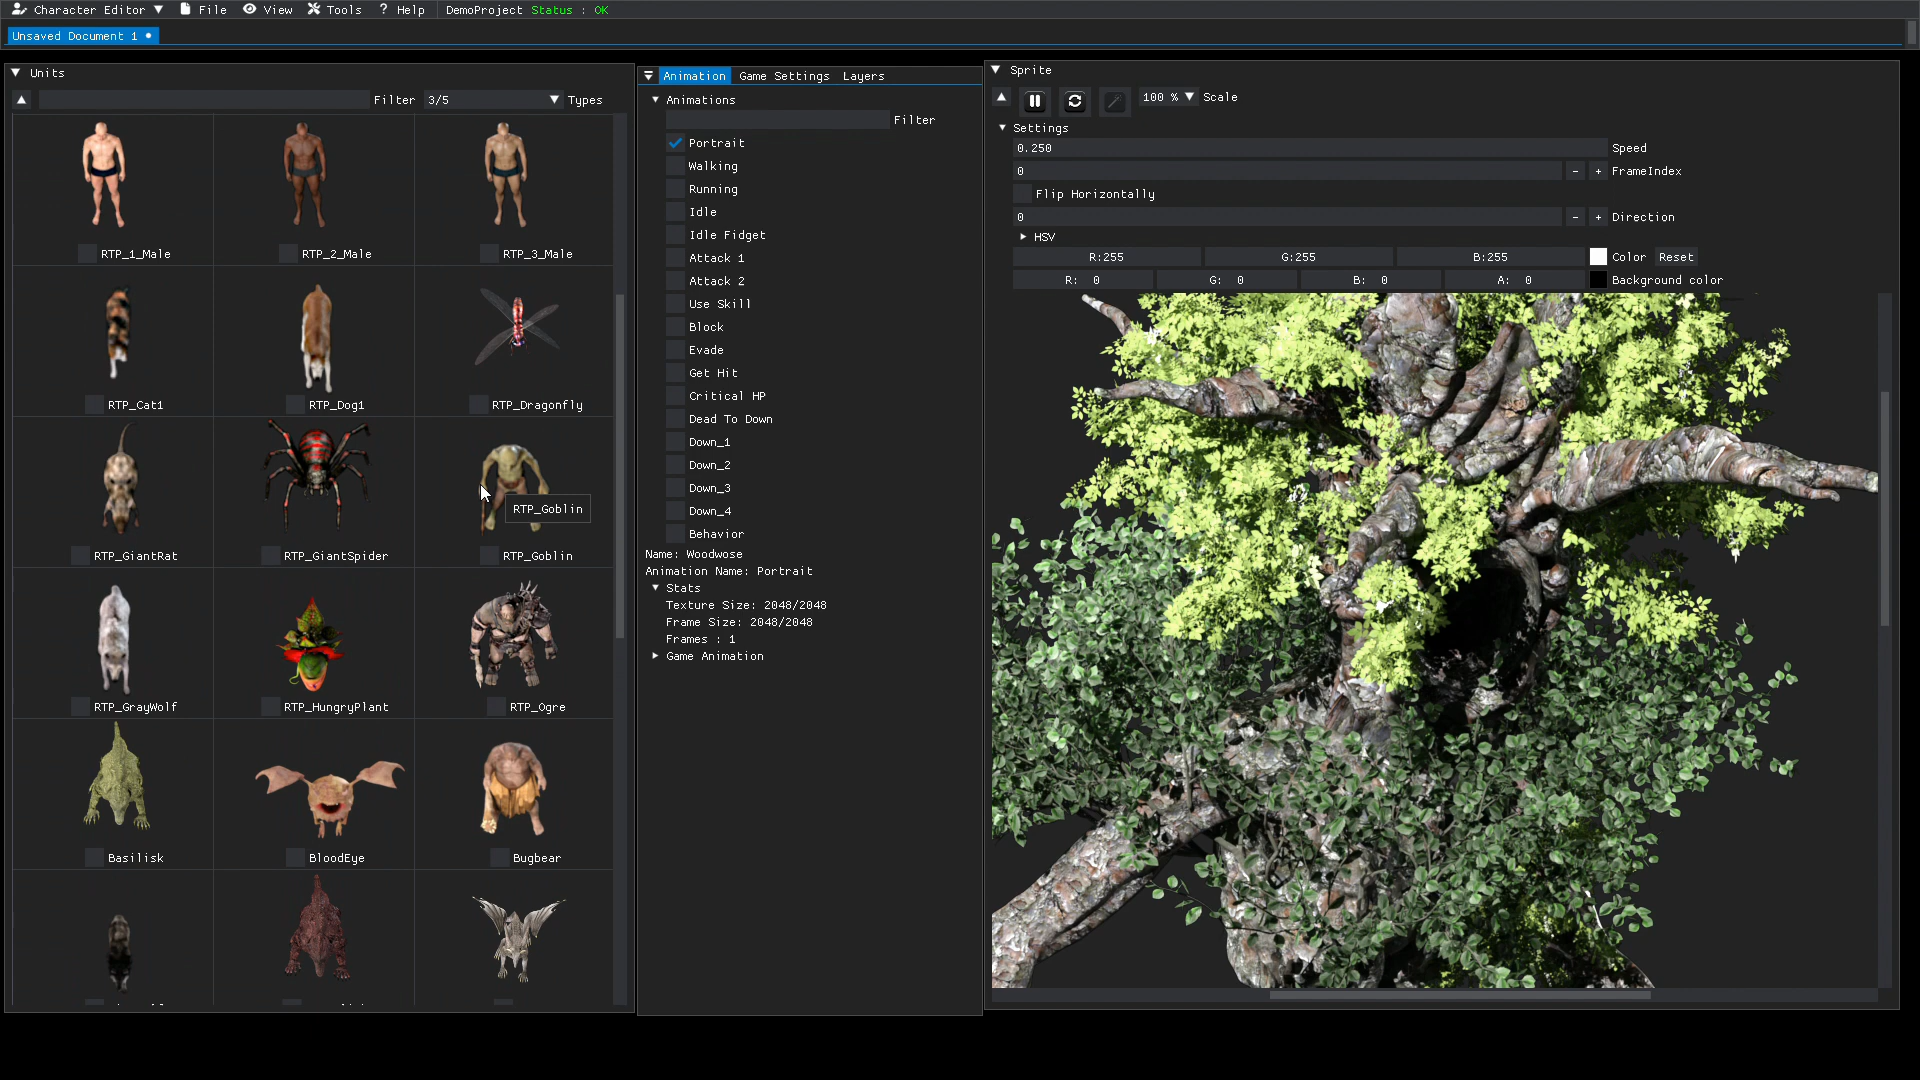 Character Editor File View Tools ? Help DemoProject Status : OK
Unsaved Document 1
Units
Filter 3/5 Types
RTP_1_Male RTP_2_Male RTP_3_Male
RTP_Cat1 RTP_Dog1 RTP_Dragonfly
RTP_GiantRat RTP_GiantSpider RTP_Goblin
RTP_Goblin
RTP_GrayWolf RTP_HungryPlant RTP_Ogre
Basilisk BloodEye Bugbear
Animation Game Settings Layers
Animations
Filter
Portrait
Walking
Running
Idle
Idle Fidget
Attack 1
Attack 2
Use Skill
Block
Evade
Get Hit
Critical HP
Dead To Down
Down_1
Down_2
Down_3
Down_4
Behavior
Name: Woodwose
Animation Name: Portrait
Stats
Texture Size: 2048/2048
Frame Size: 2048/2048
Frames : 1
Game Animation
Sprite
100 % Scale
Settings
0.250 Speed
0 - + FrameIndex
Flip Horizontally
0 - + Direction
HSV
R:255 G:255 B:255 Color Reset
R: 0 G: 0 B: 0 A: 0 Background color